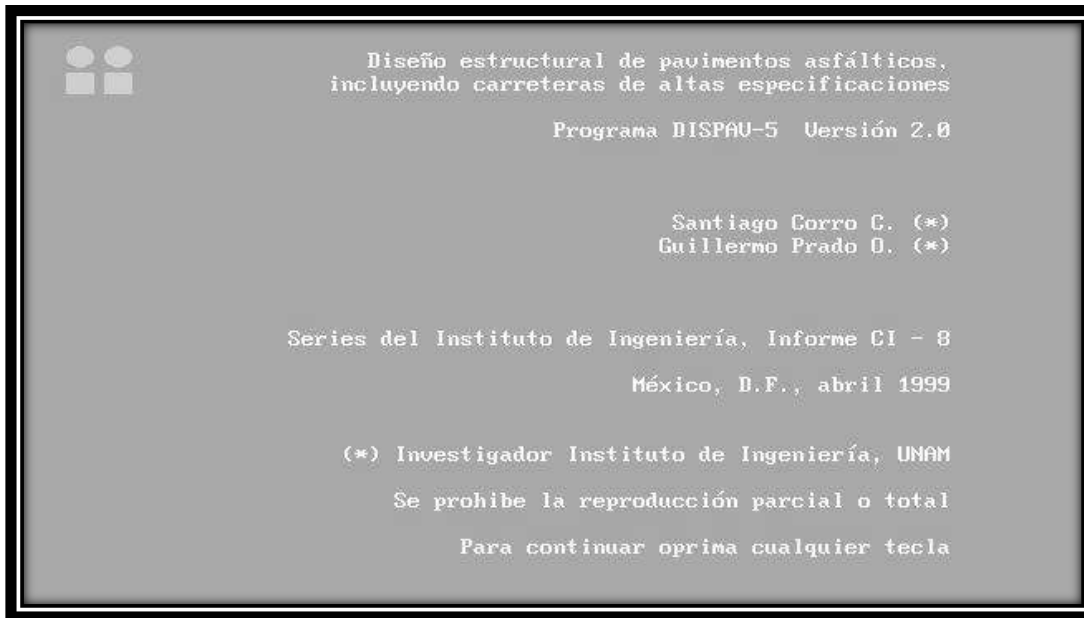 Diseño estructural de pavimentos asfálticos,
incluyendo carreteras de altas especificaciones
Programa DISPAV-5 Versión 2.0
Santiago Corro C. (*)
Guillermo Prado O. (*)
Series del Instituto de Ingeniería, Informe CI - 8
México, D.F., abril 1999
(*) Investigador Instituto de Ingeniería, UNAM
Se prohibe la reproducción parcial o total
Para continuar oprima cualquier tecla